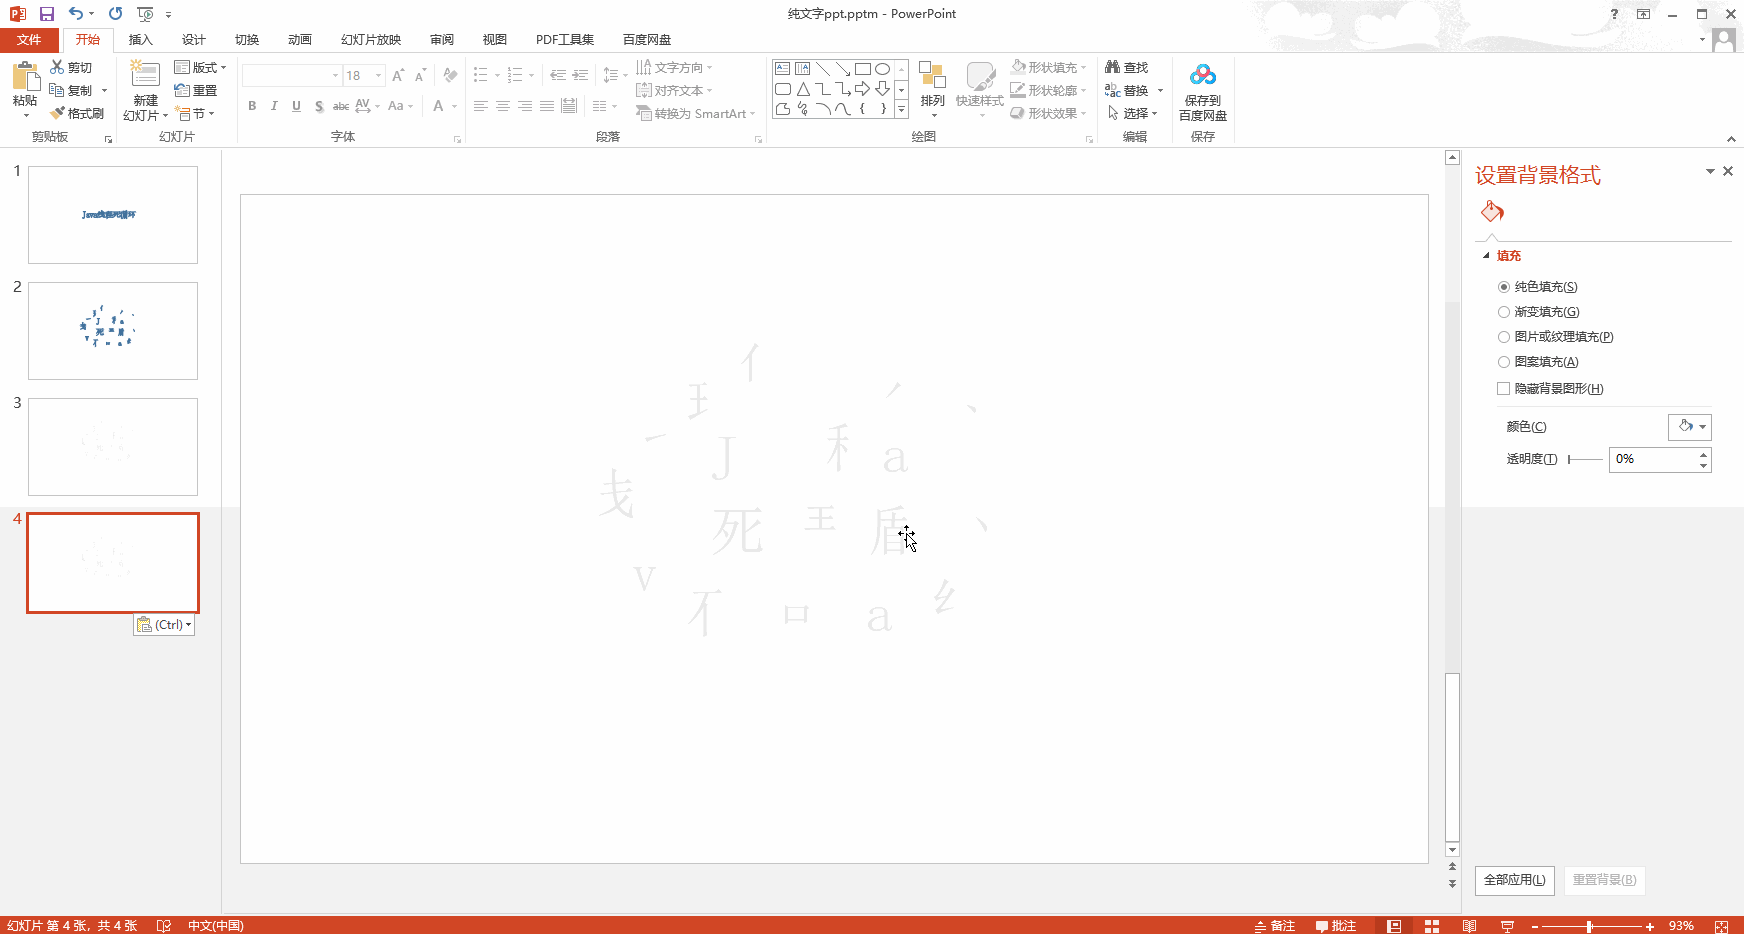 纯文字ppt.pptm - PowerPoint
文件 开始 插入 设计 切换 动画 幻灯片放映 审阅 视图 PDF工具集 百度网盘
粘贴 剪切 复制 格式刷 剪贴板
新建幻灯片 版式 重置 节 幻灯片
18
B I U S abc AV Aa A 字体
文字方向 对齐文本 转换为 SmartArt 段落
排列 快速样式 形状填充 形状轮廓 形状效果 绘图
查找 替换 选择 编辑
保存到百度网盘 保存
1
2
死
3
4
(Ctrl)
亻
王
一
J
禾
a
、
丿
死
王
盾
、
V
不
口
a
纟
设置背景格式
填充
纯色填充(S)
渐变填充(G)
图片或纹理填充(P)
图案填充(A)
隐藏背景图形(H)
颜色(C)
透明度(T) 0%
全部应用(L) 重置背景(B)
幻灯片 第 4 张，共 4 张 中文(中国) 备注 批注 93%